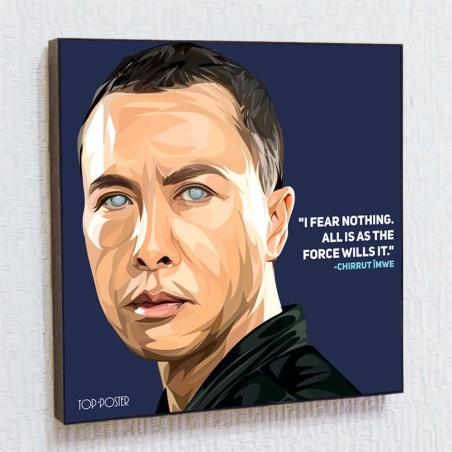 "I FEAR NOTHING.
ALL IS AS THE
FORCE WILLS IT."
-CHIRRUT ÎMWE
TOP-POSTER